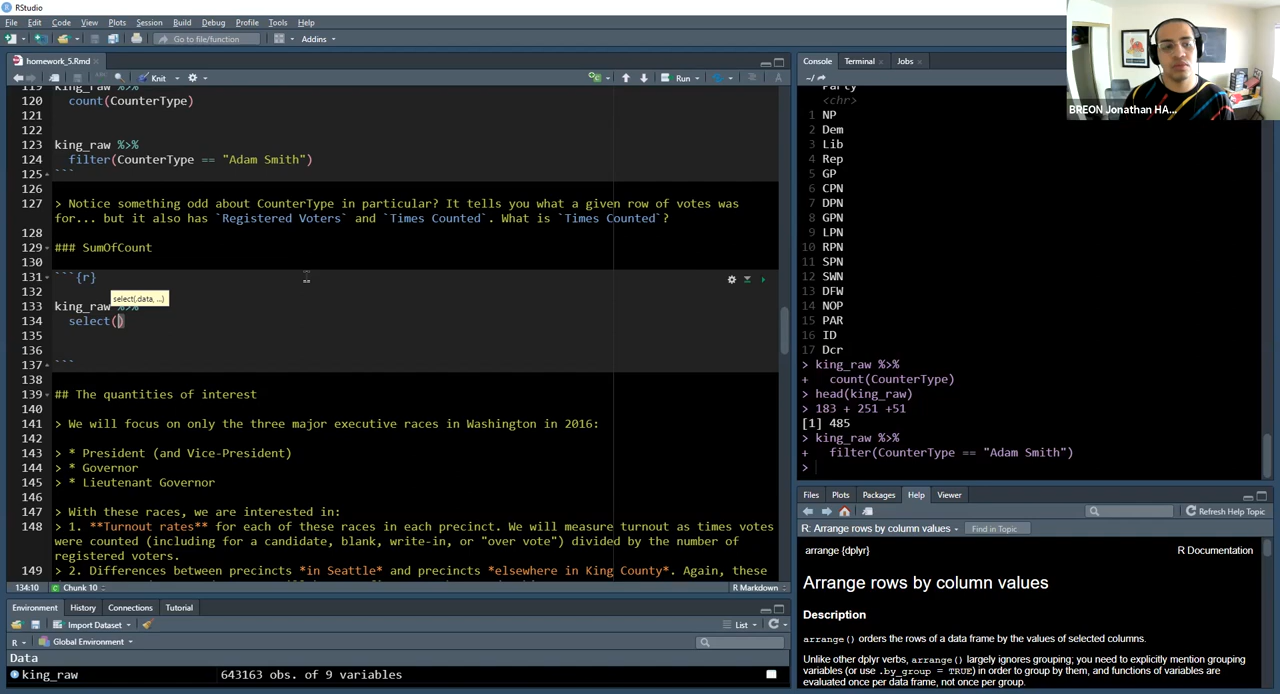 RStudio
File Edit Code View Plots Session Build Debug Profile Tools Help
Go to file/function Addins
homework_5.Rmd
Knit Run
119 king_raw %>%
120 count(CounterType)
121
122
123 king_raw %>%
124 filter(CounterType == "Adam Smith")
125 ```
126
127 > Notice something odd about CounterType in particular? It tells you what a given row of votes was
for... but it also has `Registered Voters` and `Times Counted`. What is `Times Counted`?
128
129 ### SumOfCount
130
131 ```{r}
132
select(.data, ...)
133 king_raw %>%
134 select()
135
136
137 ```
138
139 ## The quantities of interest
140
141 > We will focus on only the three major executive races in Washington in 2016:
142
143 > * President (and Vice-President)
144 > * Governor
145 > * Lieutenant Governor
146
147 > With these races, we are interested in:
148 > 1. **Turnout rates** for each of these races in each precinct. We will measure turnout as times votes
were counted (including for a candidate, blank, write-in, or "over vote") divided by the number of
registered voters.
149 > 2. Differences between precincts *in Seattle* and precincts *elsewhere in King County*. Again, these
134:10 Chunk 10 R Markdown
Environment History Connections Tutorial
Import Dataset List
R Global Environment
Data
king_raw 643163 obs. of 9 variables
Console Terminal Jobs
~/
Party
<chr>
1 NP
2 Dem
3 Lib
4 Rep
5 GP
6 CPN
7 DPN
8 GPN
9 LPN
10 RPN
11 SPN
12 SWN
13 DFW
14 NOP
15 PAR
16 ID
17 Dcr
> king_raw %>%
+ count(CounterType)
> head(king_raw)
> 183 + 251 +51
[1] 485
> king_raw %>%
+ filter(CounterType == "Adam Smith")
>
Files Plots Packages Help Viewer
Refresh Help Topic
R: Arrange rows by column values Find in Topic
arrange {dplyr} R Documentation
Arrange rows by column values
Description
arrange() orders the rows of a data frame by the values of selected columns.
Unlike other dplyr verbs, arrange() largely ignores grouping; you need to explicitly mention grouping
variables (or use .by_group = TRUE) in order to group by them, and functions of variables are
evaluated once per data frame, not once per group.
BREON Jonathan HA...